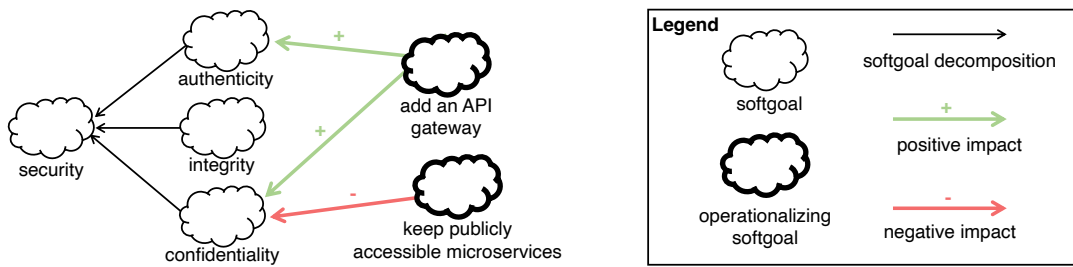 +
authenticity
+
add an API
gateway
security
integrity
-
confidentiality
keep publicly
accessible microservices
Legend
softgoal
softgoal decomposition
+
positive impact
operationalizing
softgoal
-
negative impact